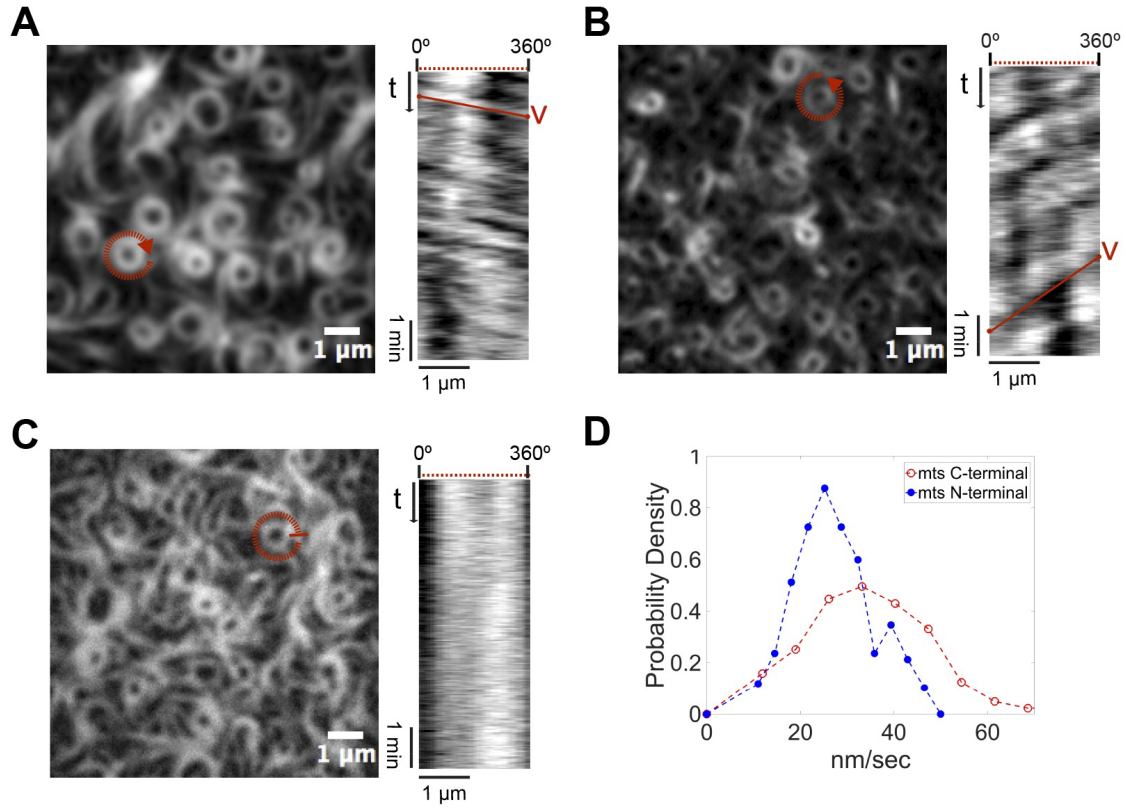 A
0º 360º
t
V
1 min
1 µm
1 µm
B
0º 360º
t
V
1 min
1 µm
1 µm
C
0º 360º
t
1 min
1 µm
1 µm
D
Probability Density
1
0.8
0.6
0.4
0.2
0
mts C-terminal
mts N-terminal
0 20 40 60
nm/sec